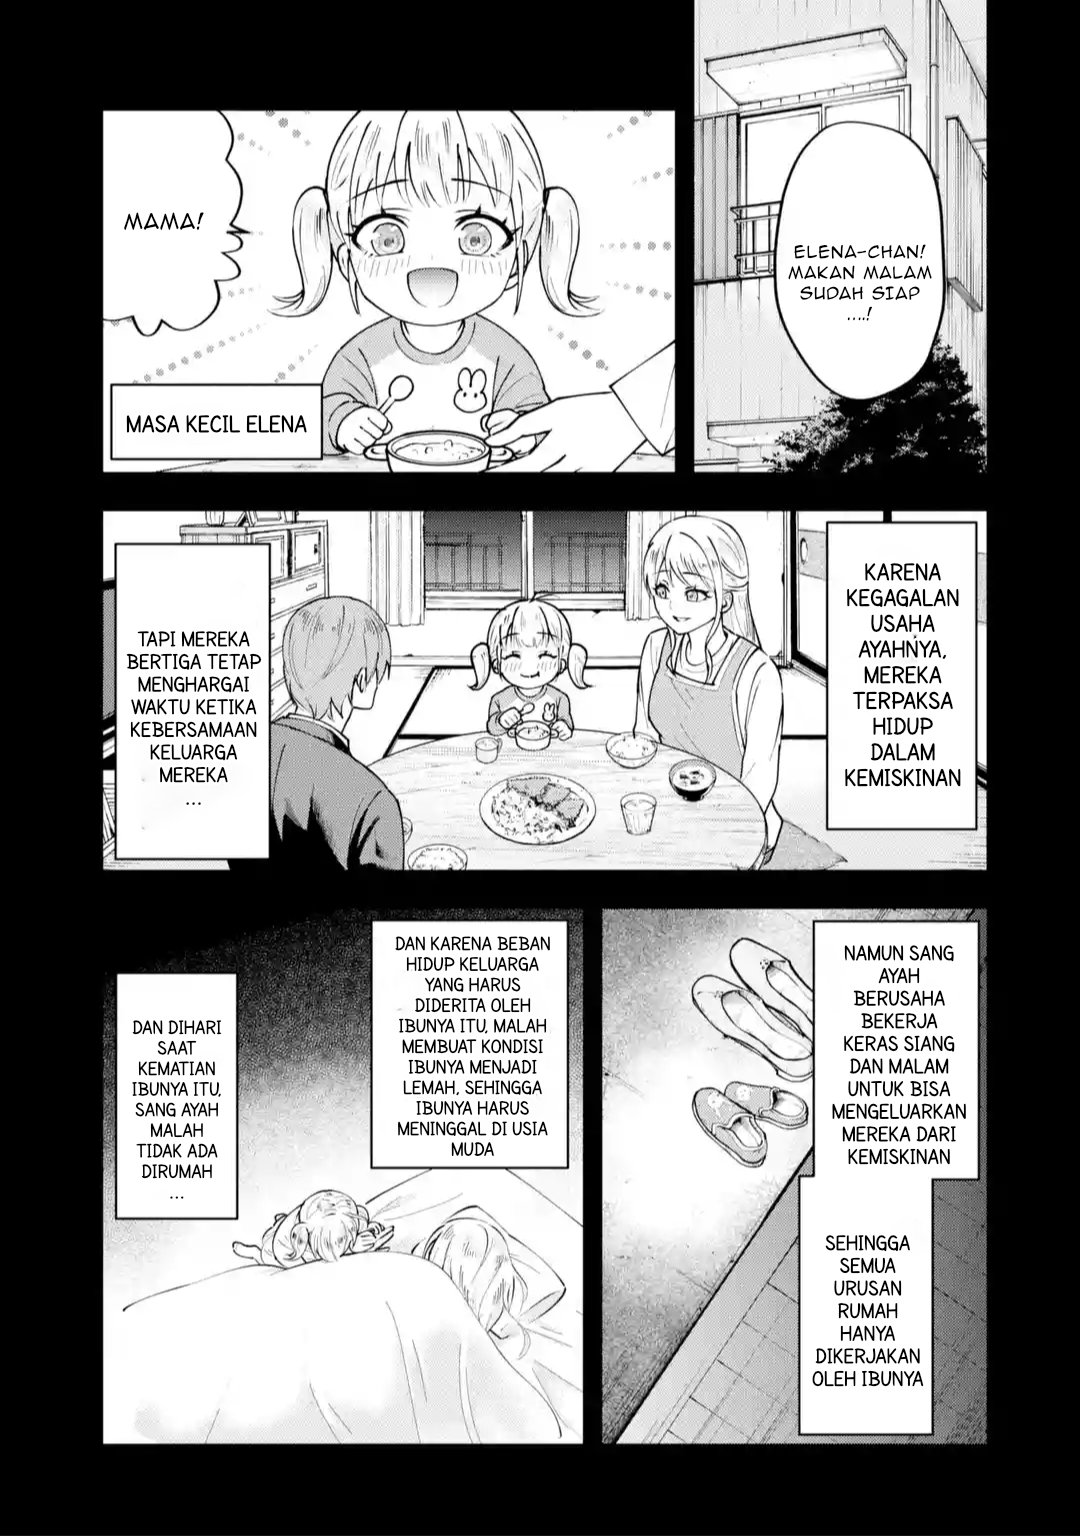 ELENA-CHAN!
MAKAN MALAM
SUDAH SIAP
....!
MAMA!
MASA KECIL ELENA
KARENA
KEGAGALAN
USAHA
AYAHNYA,
MEREKA
TERPAKSA
HIDUP
DALAM
KEMISKINAN
TAPI MEREKA
BERTIGA TETAP
MENGHARGAI
WAKTU KETIKA
KEBERSAMAAN
KELUARGA
MEREKA
...
NAMUN SANG
AYAH
BERUSAHA
BEKERJA
KERAS SIANG
DAN MALAM
UNTUK BISA
MENGELUARKAN
MEREKA DARI
KEMISKINAN
SEHINGGA
SEMUA
URUSAN
RUMAH
HANYA
DIKERJAKAN
OLEH IBUNYA
DAN KARENA BEBAN
HIDUP KELUARGA
YANG HARUS
DIDERITA OLEH
IBUNYA ITU, MALAH
MEMBUAT KONDISI
IBUNYA MENJADI
LEMAH, SEHINGGA
IBUNYA HARUS
MENINGGAL DI USIA
MUDA
DAN DIHARI
SAAT
KEMATIAN
IBUNYA ITU,
SANG AYAH
MALAH
TIDAK ADA
DIRUMAH
...